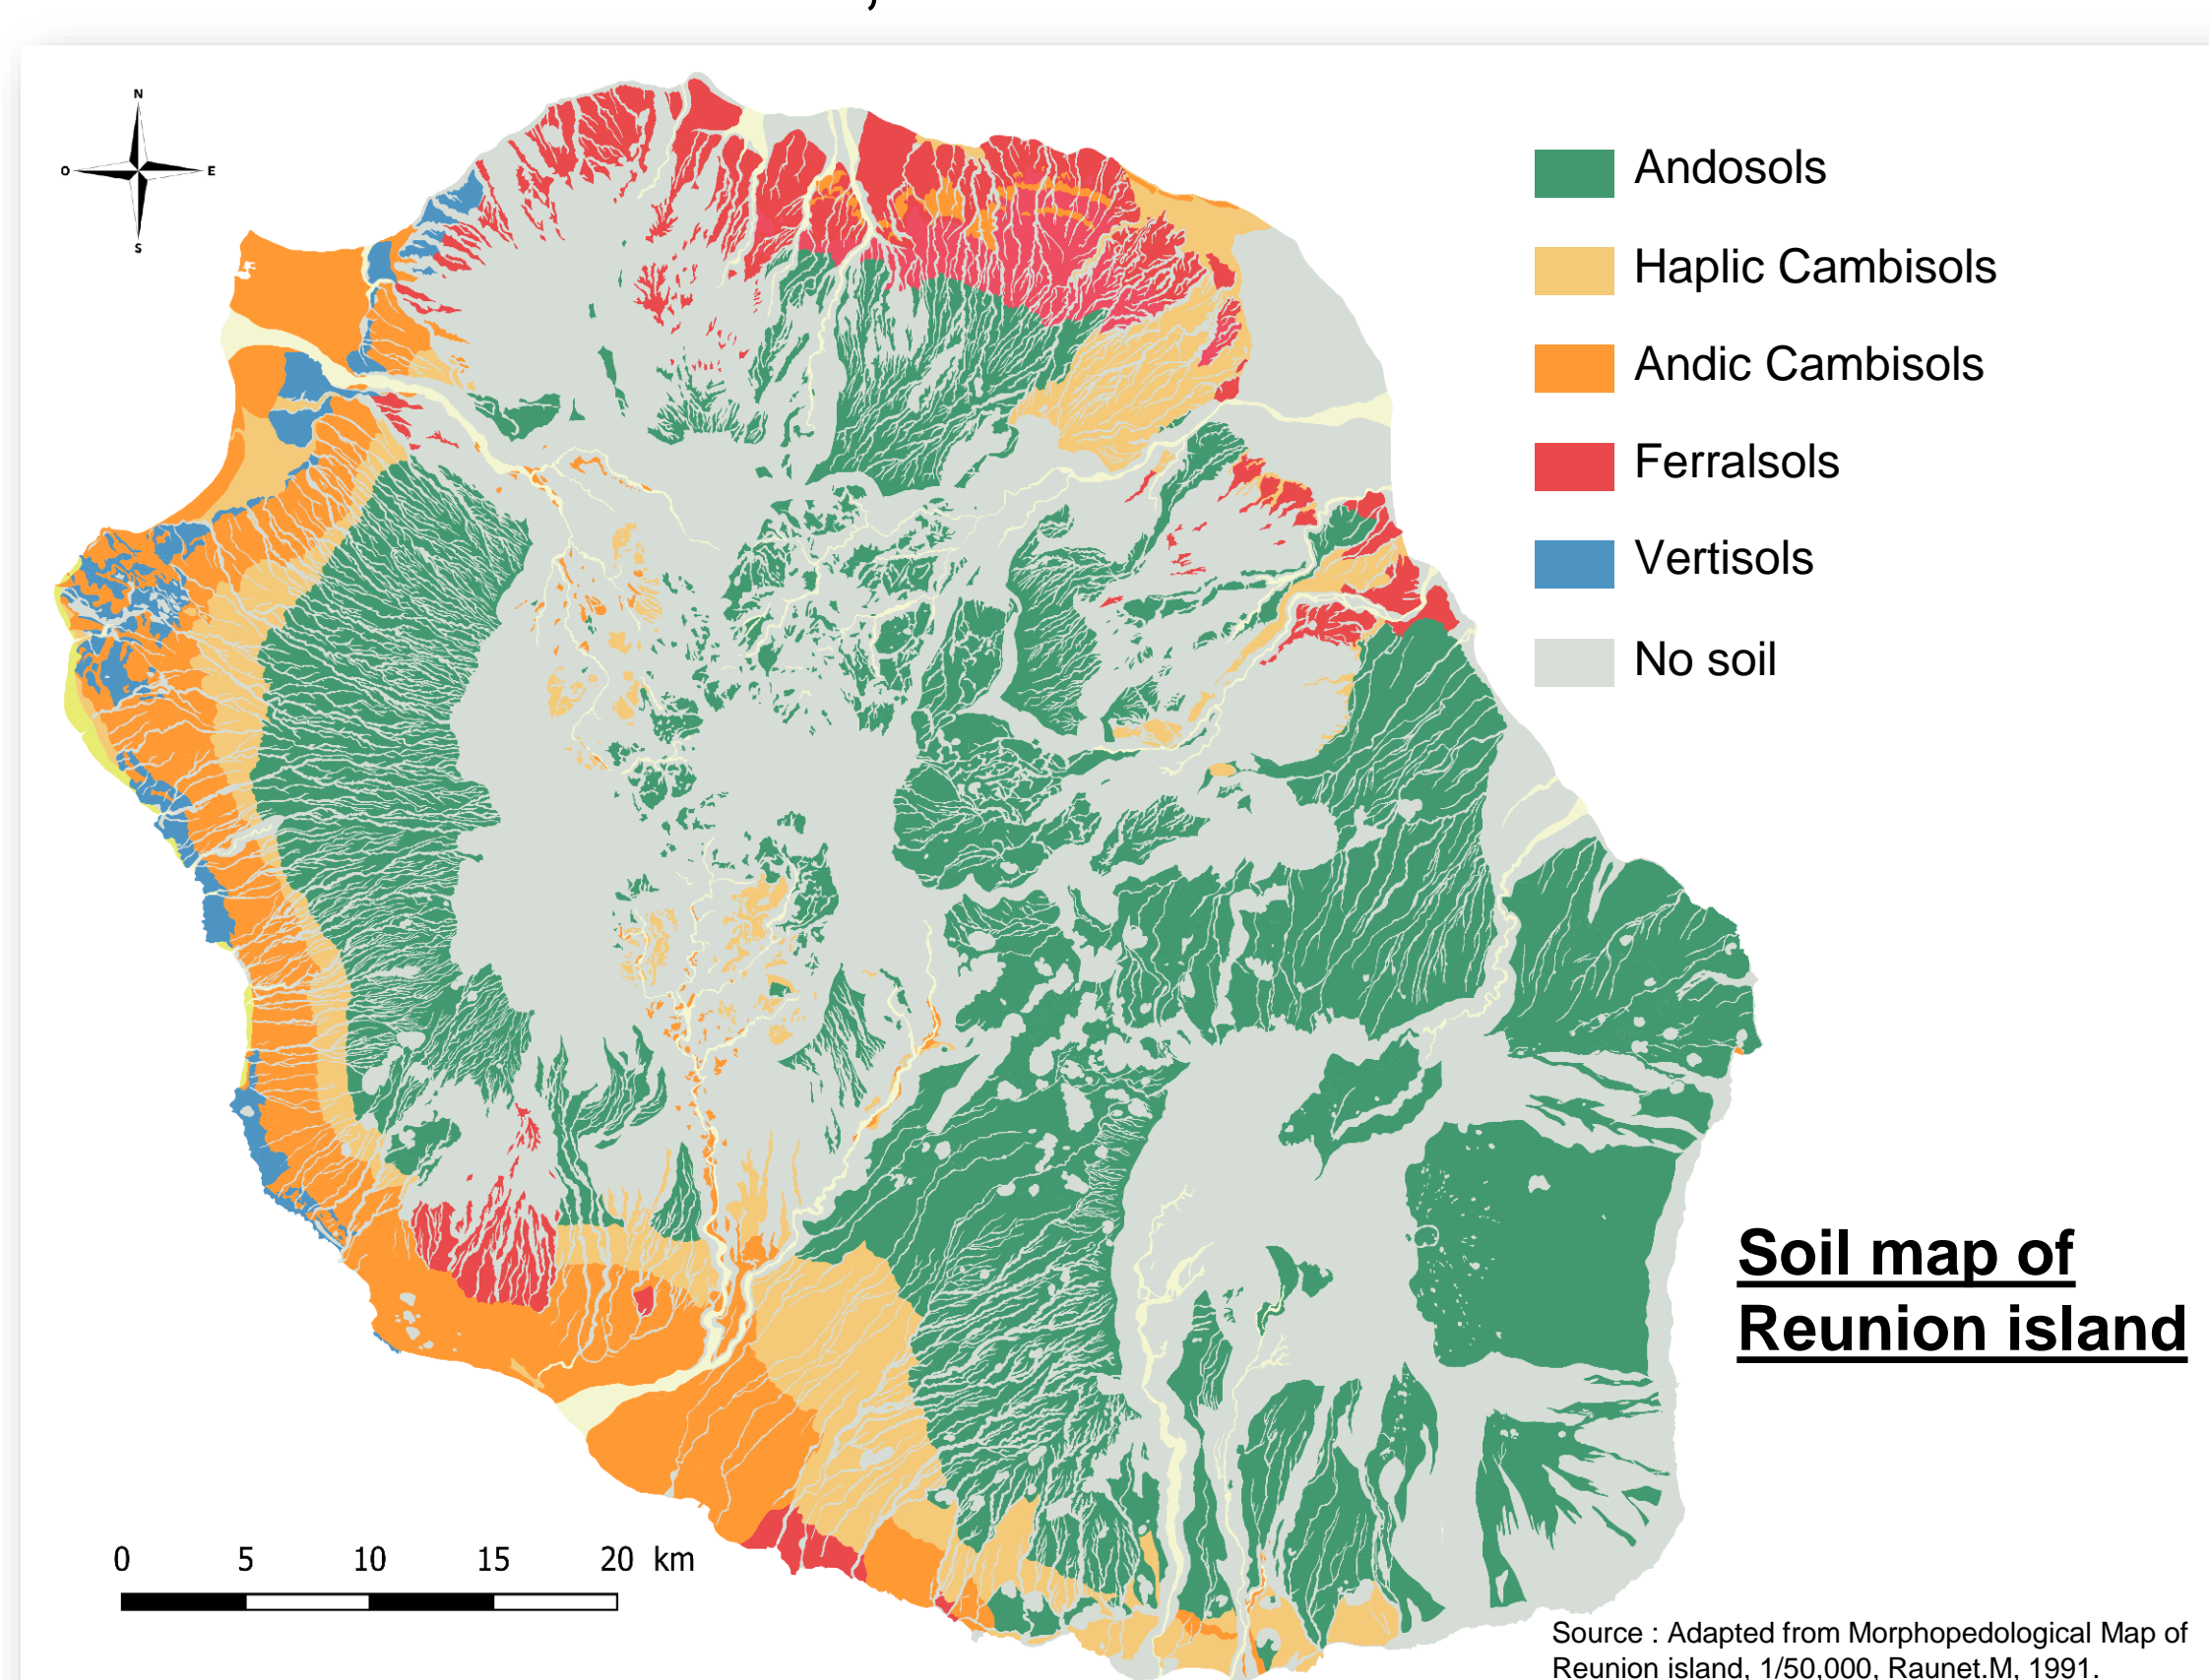 N
O
E
S
Andosols
Haplic Cambisols
Andic Cambisols
Ferralsols
Vertisols
No soil
Soil map of
Reunion island
0 5 10 15 20 km
Source : Adapted from Morphopedological Map of
Reunion island, 1/50,000, Raunet.M, 1991.